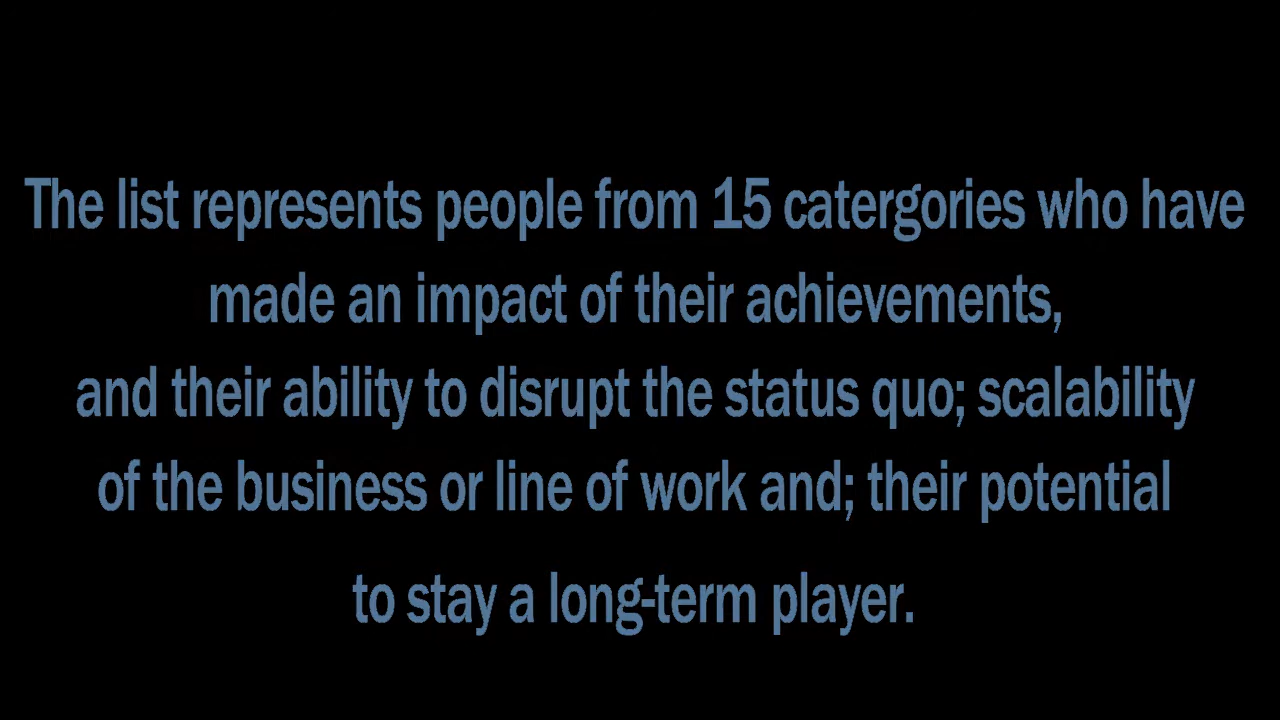 The list represents people from 15 catergories who have
made an impact of their achievements,
and their ability to disrupt the status quo; scalability
of the business or line of work and; their potential
to stay a long-term player.